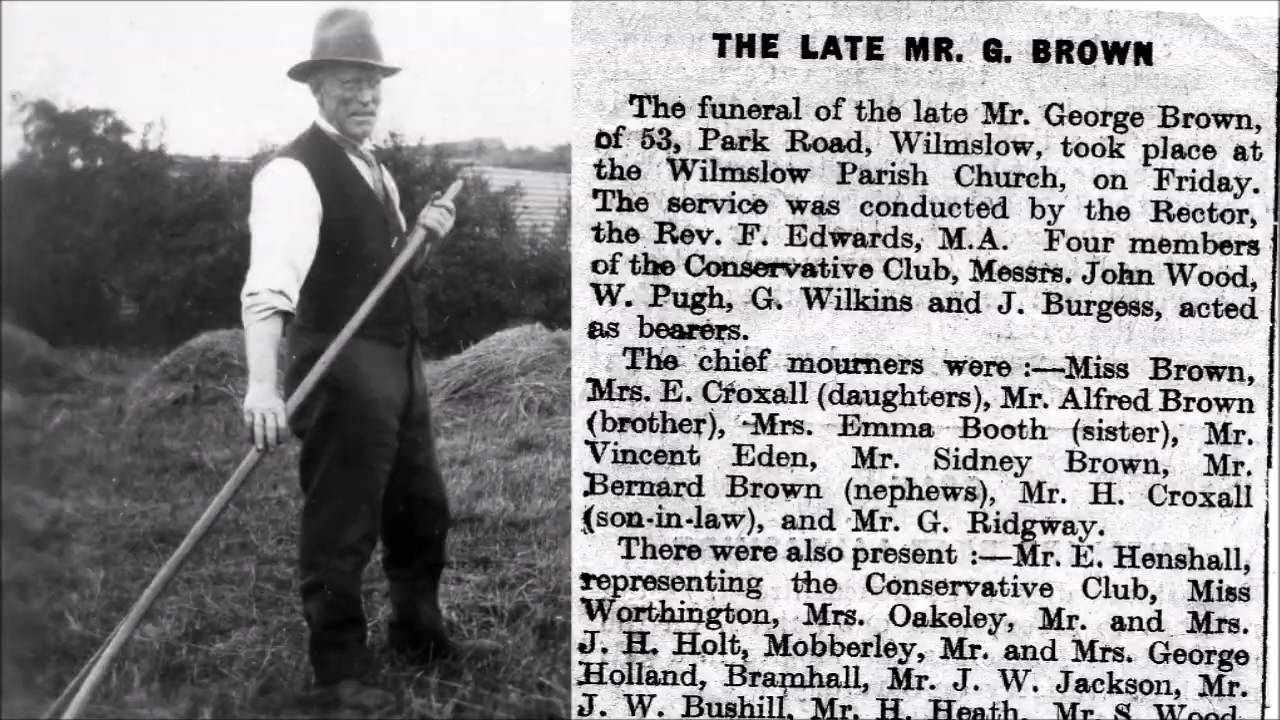 THE LATE MR. G. BROWN
The funeral of the late Mr. George Brown,
of 53, Park Road, Wilmslow, took place at
the Wilmslow Parish Church, on Friday.
The service was conducted by the Rector,
the Rev. F. Edwards, M.A. Four members
of the Conservative Club, Messrs. John Wood,
W. Pugh, G. Wilkins and J. Burgess, acted
as bearers.
The chief mourners were :—Miss Brown,
Mrs. E. Croxall (daughters), Mr. Alfred Brown
(brother), Mrs. Emma Booth (sister), Mr.
Vincent Eden, Mr. Sidney Brown, Mr.
Bernard Brown (nephews), Mr. H. Croxall
(son-in-law), and Mr. G. Ridgway.
There were also present :—Mr. E. Henshall,
representing the Conservative Club, Miss
Worthington, Mrs. Oakeley, Mr. and Mrs.
J. H. Holt, Mobberley, Mr. and Mrs. George
Holland, Bramhall, Mr. J. W. Jackson, Mr.
J. W. Bushill, Mr. H. Heath, Mr. S. Wood,